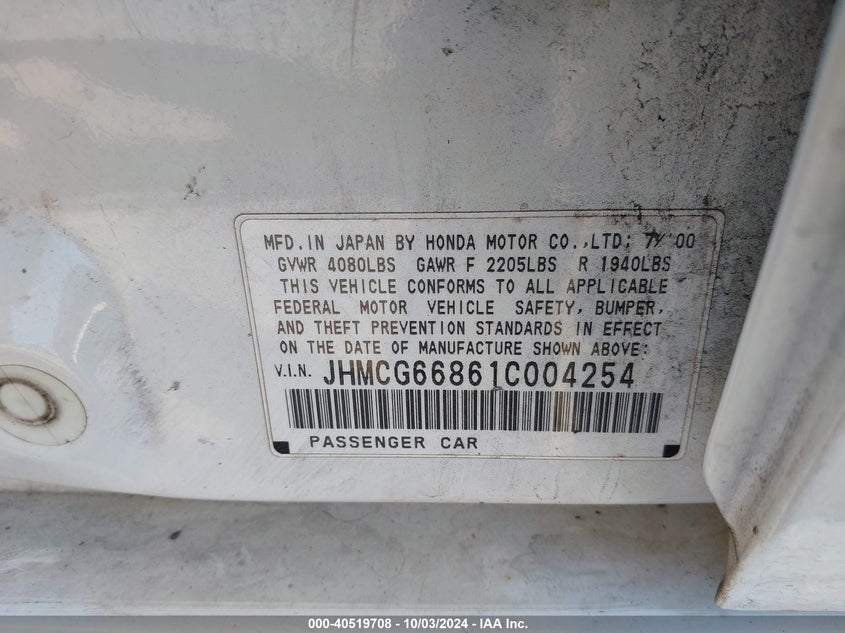 MFD. IN JAPAN BY HONDA MOTOR CO., LTD; 7/'00
GVWR 4080LBS GAWR F 2205LBS R 1940LBS
THIS VEHICLE CONFORMS TO ALL APPLICABLE
FEDERAL MOTOR VEHICLE SAFETY, BUMPER,
AND THEFT PREVENTION STANDARDS IN EFFECT
ON THE DATE OF MANUFACTURE SHOWN ABOVE:
V.I.N. JHMCG66861C004254
PASSENGER CAR
000-40519708 - 10/03/2024 - IAA Inc.